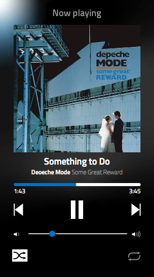 Now playing
depeche
MODE
some great
REWARD
Something to Do
Depeche Mode Some Great Reward
1:43 3:45